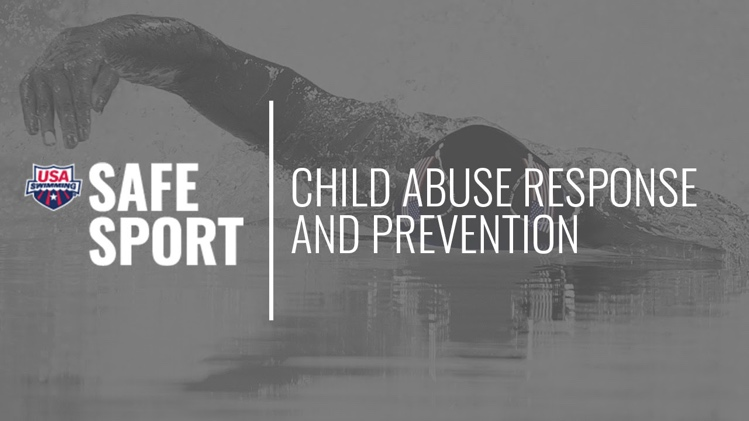 USA
SWIMMING
SAFE
SPORT
CHILD ABUSE RESPONSE
AND PREVENTION